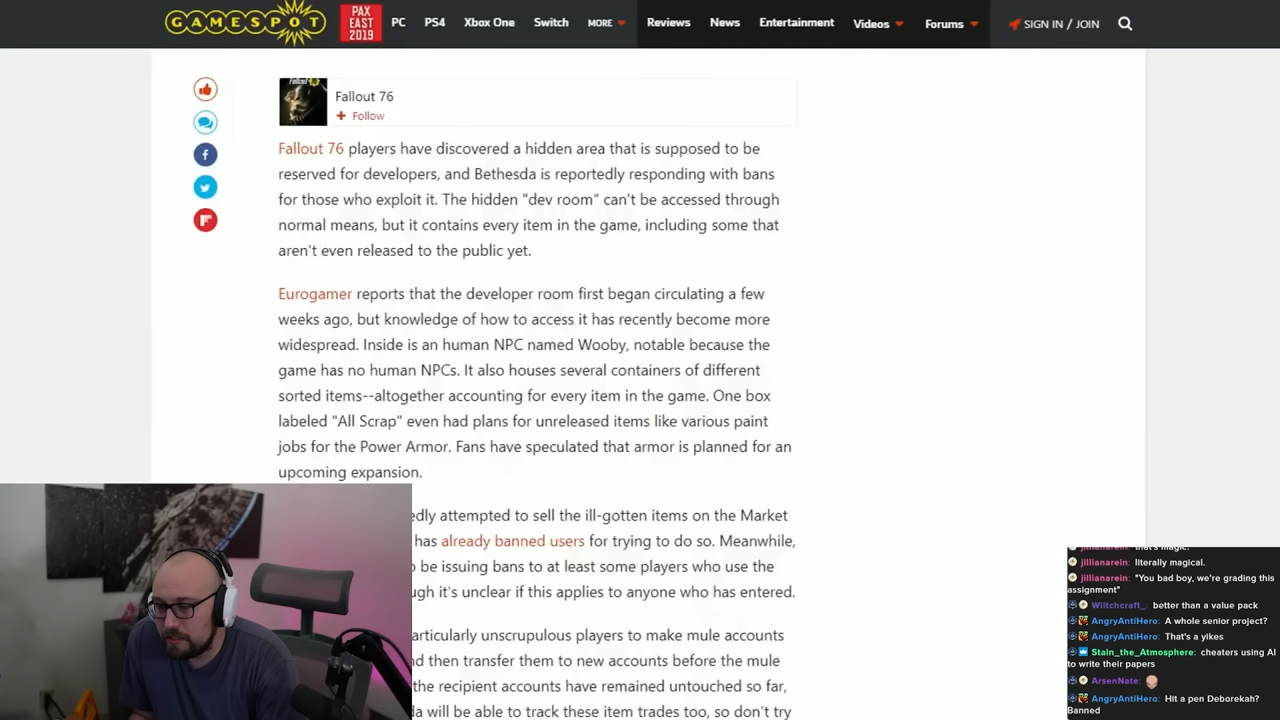 GAMESPOT
PAX
EAST
2019
PC PS4 Xbox One Switch MORE Reviews News Entertainment Videos Forums SIGN IN / JOIN
Fallout 76
+ Follow
Fallout 76 players have discovered a hidden area that is supposed to be
reserved for developers, and Bethesda is reportedly responding with bans
for those who exploit it. The hidden "dev room" can't be accessed through
normal means, but it contains every item in the game, including some that
aren't even released to the public yet.
Eurogamer reports that the developer room first began circulating a few
weeks ago, but knowledge of how to access it has recently become more
widespread. Inside is an human NPC named Wooby, notable because the
game has no human NPCs. It also houses several containers of different
sorted items--altogether accounting for every item in the game. One box
labeled "All Scrap" even had plans for unreleased items like various paint
jobs for the Power Armor. Fans have speculated that armor is planned for an
upcoming expansion.
edly attempted to sell the ill-gotten items on the Market
has already banned users for trying to do so. Meanwhile,
be issuing bans to at least some players who use the
ugh it's unclear if this applies to anyone who has entered.
articularly unscrupulous players to make mule accounts
d then transfer them to new accounts before the mule
the recipient accounts have remained untouched so far,
da will be able to track these item trades too, so don't try
jillianarein: that's magic.
jillianarein: literally magical.
jillianarein: "You bad boy, we're grading this
assignment"
Wiitchcraft_: better than a value pack
AngryAntiHero: A whole senior project?
AngryAntiHero: That's a yikes
Stain_the_Atmosphere: cheaters using AI
to write their papers
ArsenNate:
AngryAntiHero: Hit a pen Deborekah?
Banned